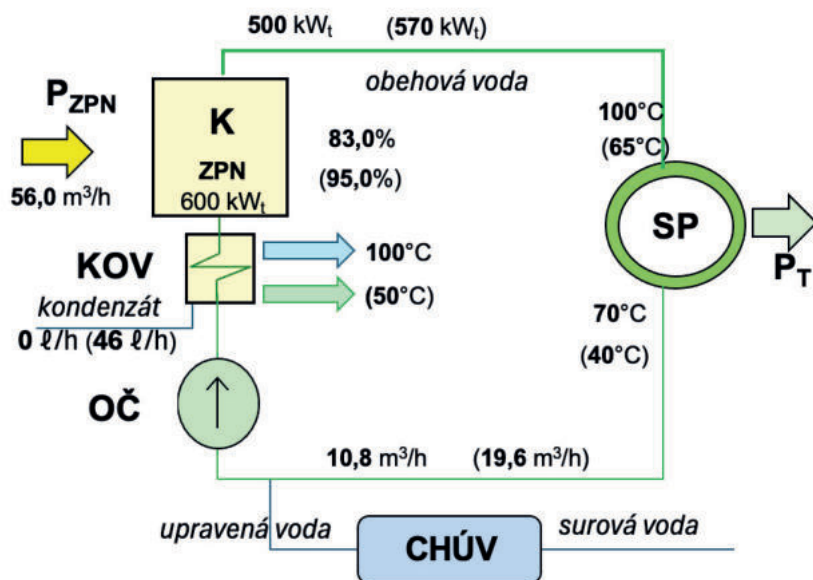 500 kWt (570 kWt)
obehová voda
PZPN
K
ZPN
600 kWt
83,0%
(95,0%)
100°C
(65°C)
56,0 m³/h
SP
PT
KOV
100°C
(50°C)
kondenzát
0 ℓ/h (46 ℓ/h)
70°C
(40°C)
OČ
10,8 m³/h (19,6 m³/h)
upravená voda
CHÚV
surová voda